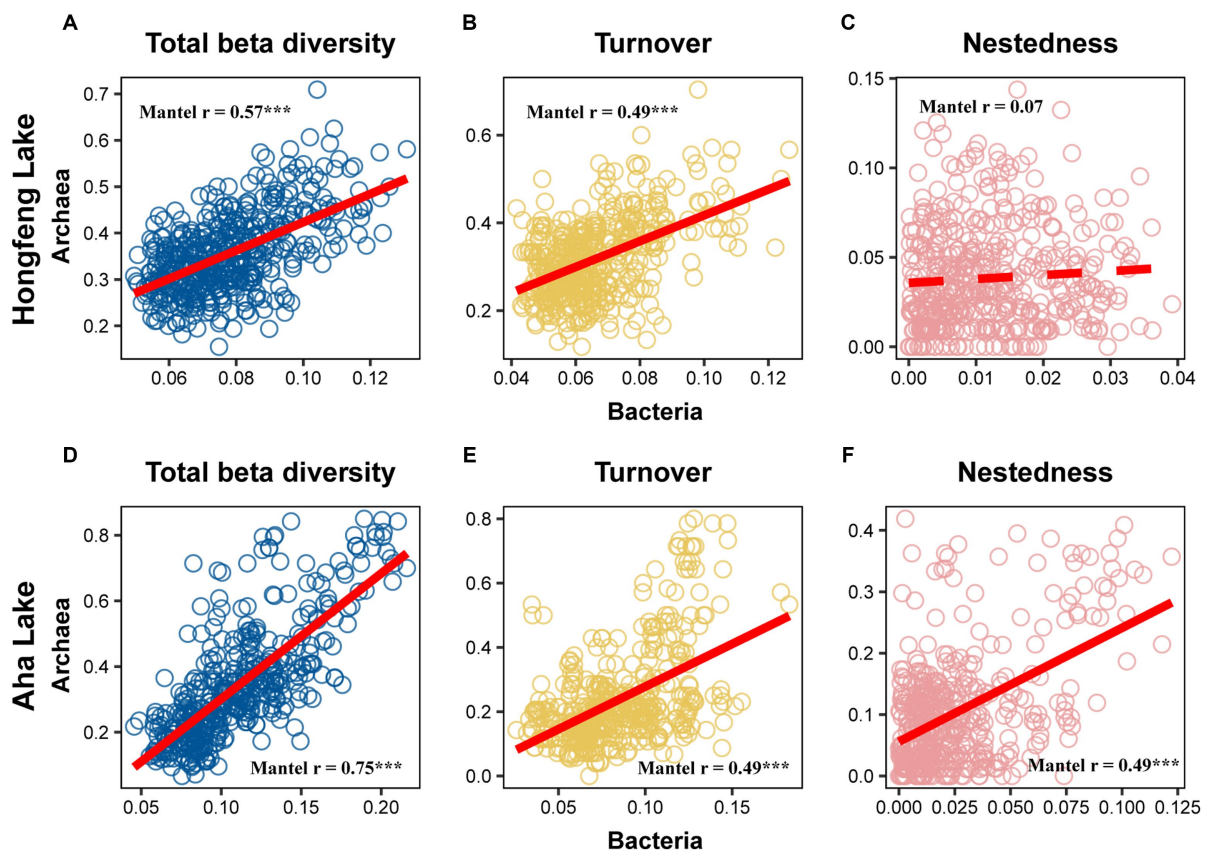 A
Total beta diversity
B
Turnover
C
Nestedness
Hongfeng Lake
Archaea
0.7
0.6
0.5
0.4
0.3
0.2
Mantel r = 0.57***
0.06 0.08 0.10 0.12
0.6
0.4
0.2
Mantel r = 0.49***
0.04 0.06 0.08 0.10 0.12
0.15
0.10
0.05
0.00
Mantel r = 0.07
0.00 0.01 0.02 0.03 0.04
Bacteria
D
Total beta diversity
E
Turnover
F
Nestedness
Aha Lake
Archaea
0.8
0.6
0.4
0.2
Mantel r = 0.75***
0.05 0.10 0.15 0.20
0.8
0.6
0.4
0.2
0.0
Mantel r = 0.49***
0.05 0.10 0.15
0.4
0.3
0.2
0.1
0.0
Mantel r = 0.49***
0.000 0.025 0.050 0.075 0.100 0.125
Bacteria